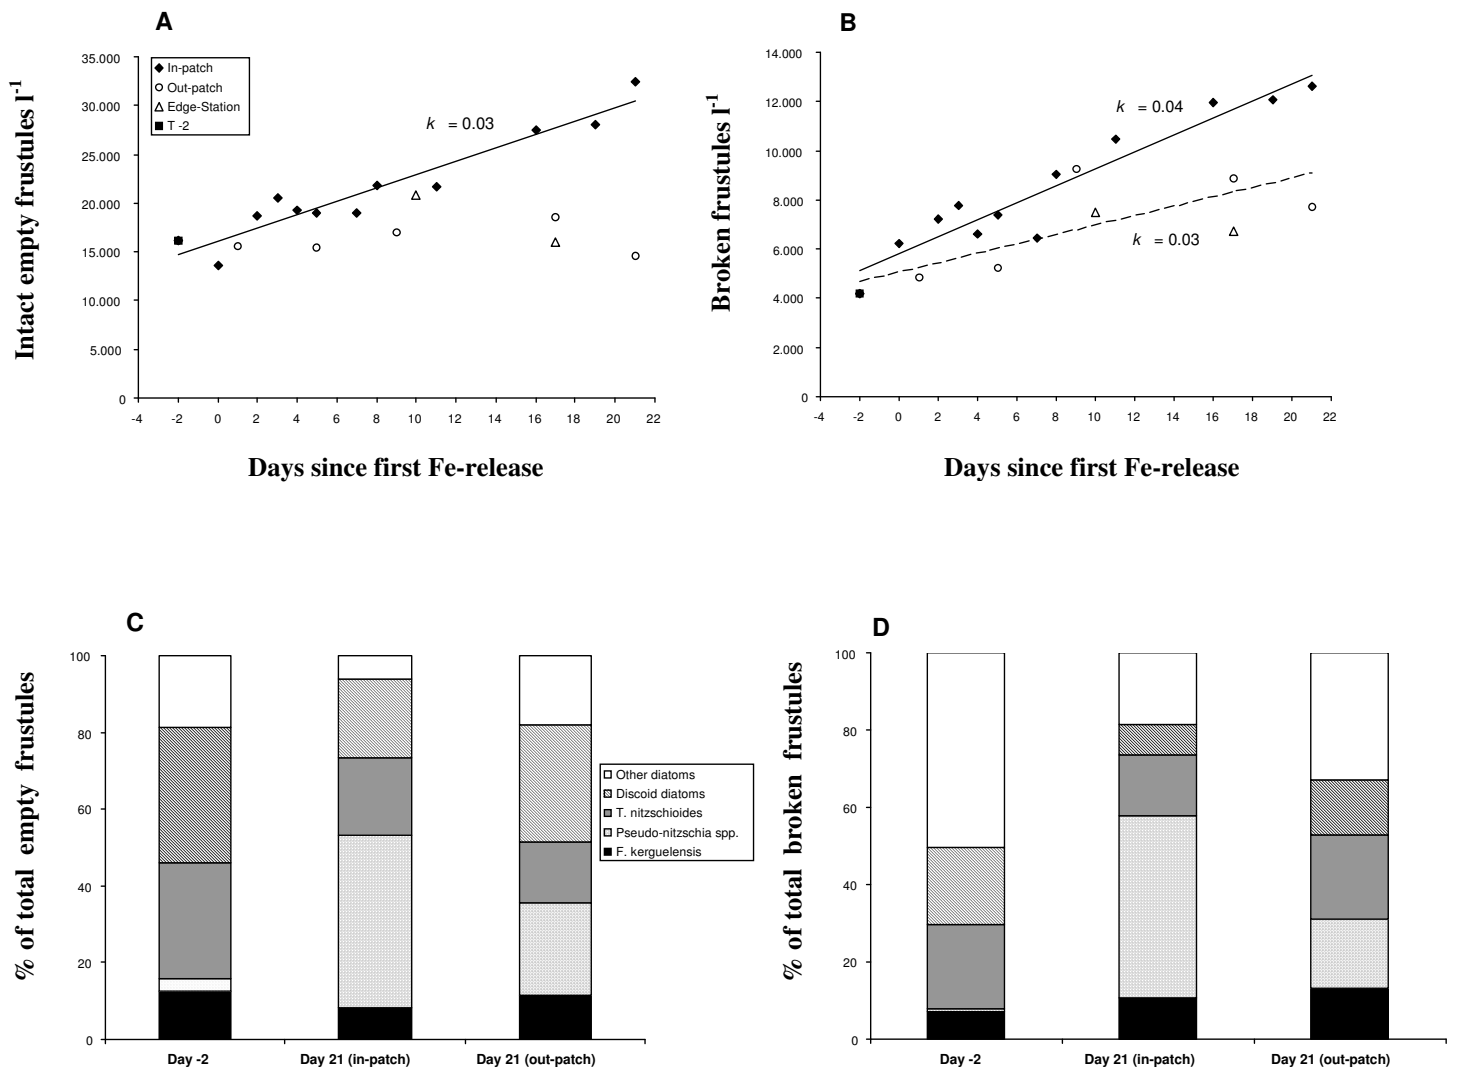 A
Intact empty frustules l-1
35.000
30.000
25.000
20.000
15.000
10.000
5.000
0
In-patch
Out-patch
Edge-Station
T -2
k = 0.03
-4 -2 0 2 4 6 8 10 12 14 16 18 20 22
Days since first Fe-release
B
Broken frustules l-1
14.000
12.000
10.000
8.000
6.000
4.000
2.000
0
k = 0.04
k = 0.03
-4 -2 0 2 4 6 8 10 12 14 16 18 20 22
Days since first Fe-release
C
% of total empty frustules
100
80
60
40
20
0
Day -2 Day 21 (in-patch) Day 21 (out-patch)
Other diatoms
Discoid diatoms
T. nitzschioides
Pseudo-nitzschia spp.
F. kerguelensis
D
% of total broken frustules
100
80
60
40
20
0
Day -2 Day 21 (in-patch) Day 21 (out-patch)